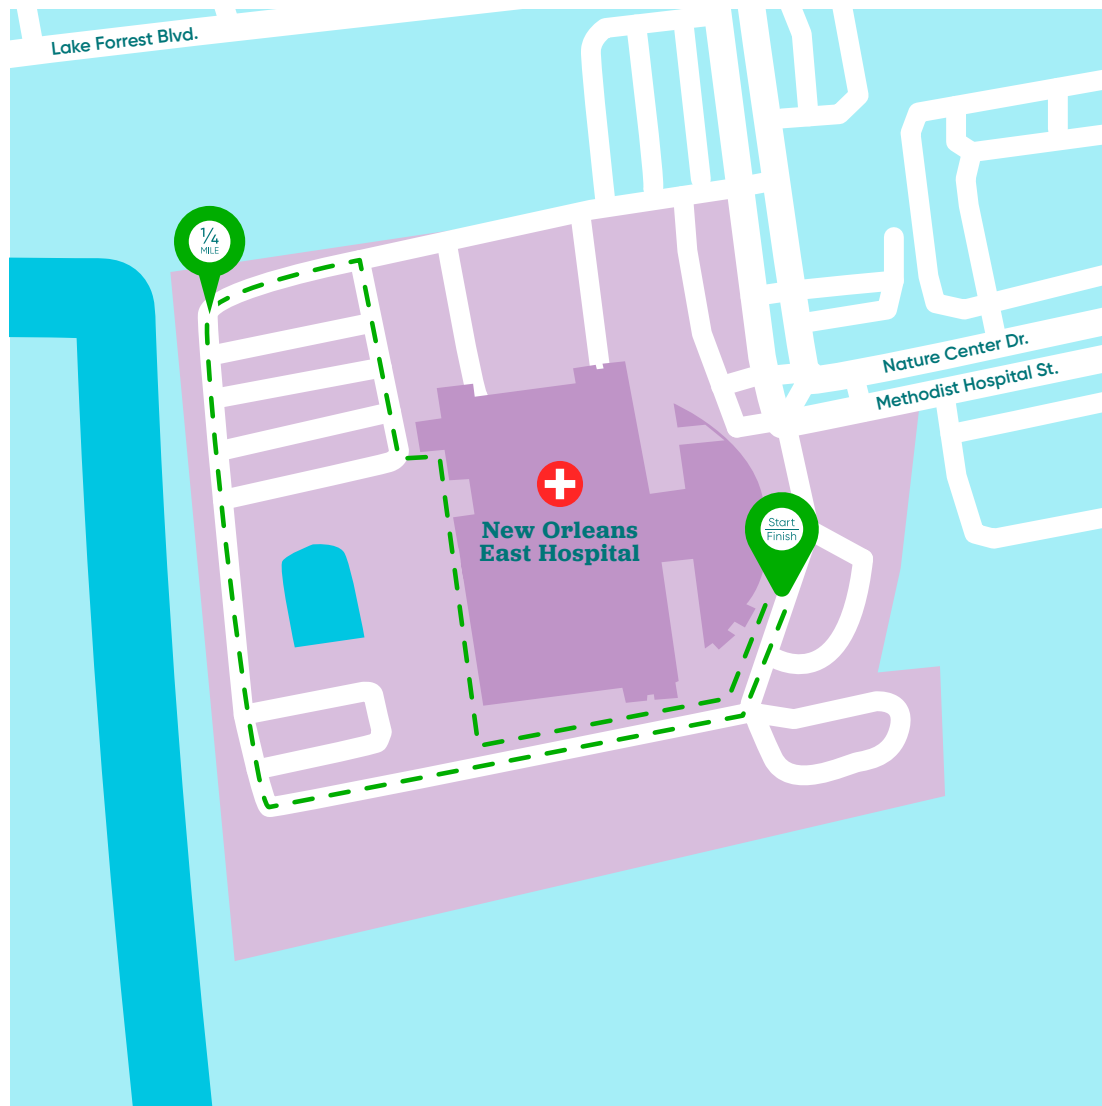 Lake Forrest Blvd.
1/4
MILE
Nature Center Dr.
Methodist Hospital St.
New Orleans
East Hospital
Start
Finish